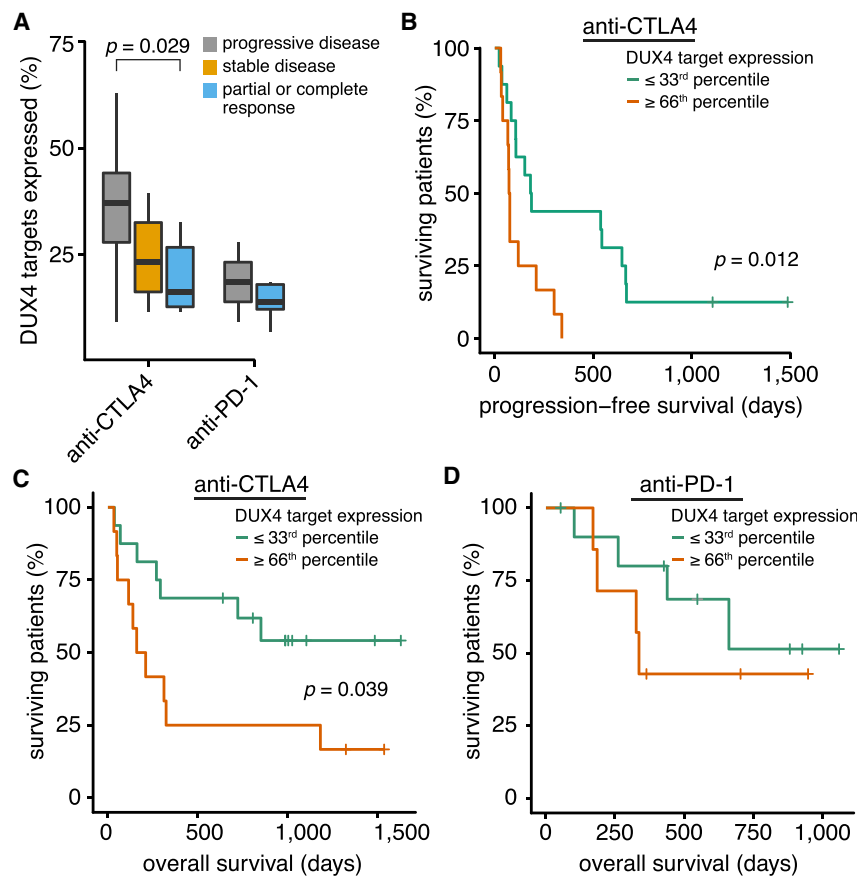 A
75
50
25
DUX4 targets expressed (%)
p = 0.029
progressive disease
stable disease
partial or complete
response
anti-CTLA4
anti-PD-1
B
anti-CTLA4
DUX4 target expression
≤ 33rd percentile
≥ 66th percentile
100
75
50
25
0
surviving patients (%)
p = 0.012
0
500
1,000
1,500
progression–free survival (days)
C
anti-CTLA4
DUX4 target expression
≤ 33rd percentile
≥ 66th percentile
100
75
50
25
0
surviving patients (%)
p = 0.039
0
500
1,000
1,500
overall survival (days)
D
anti-PD-1
DUX4 target expression
≤ 33rd percentile
≥ 66th percentile
100
75
50
25
0
surviving patients (%)
0
250
500
750
1,000
overall survival (days)